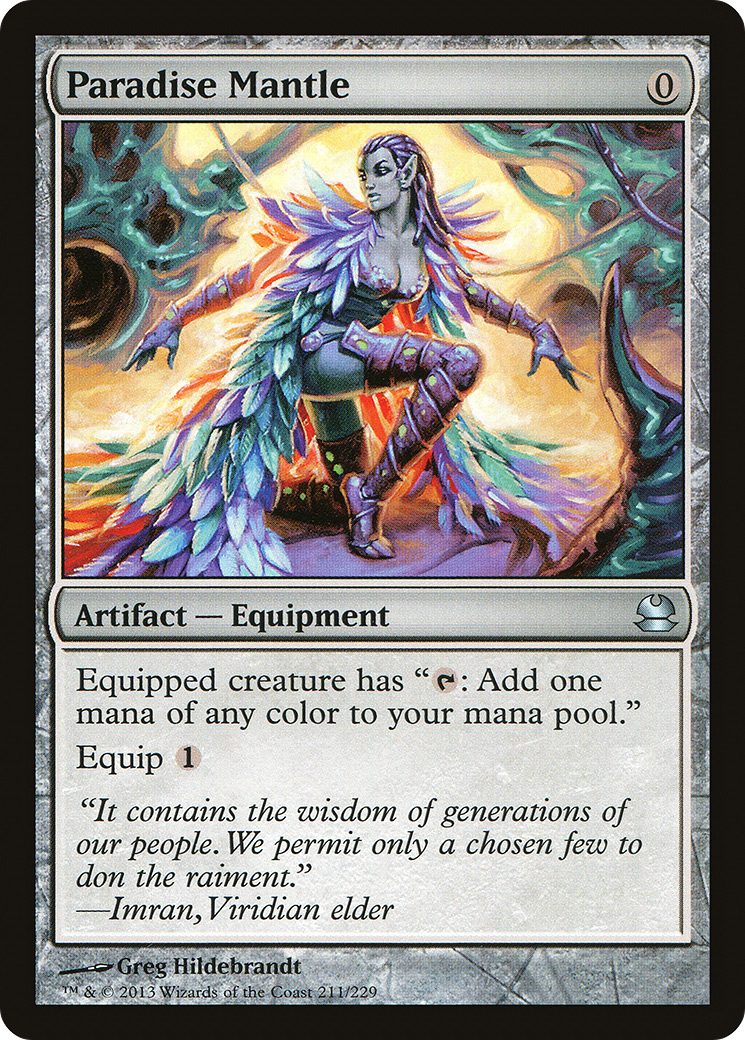 Paradise Mantle 0
Artifact — Equipment
Equipped creature has “: Add one
mana of any color to your mana pool.”
Equip 1
“It contains the wisdom of generations of
our people. We permit only a chosen few to
don the raiment.”
—Imran, Viridian elder
Greg Hildebrandt
™ & © 2013 Wizards of the Coast 211/229